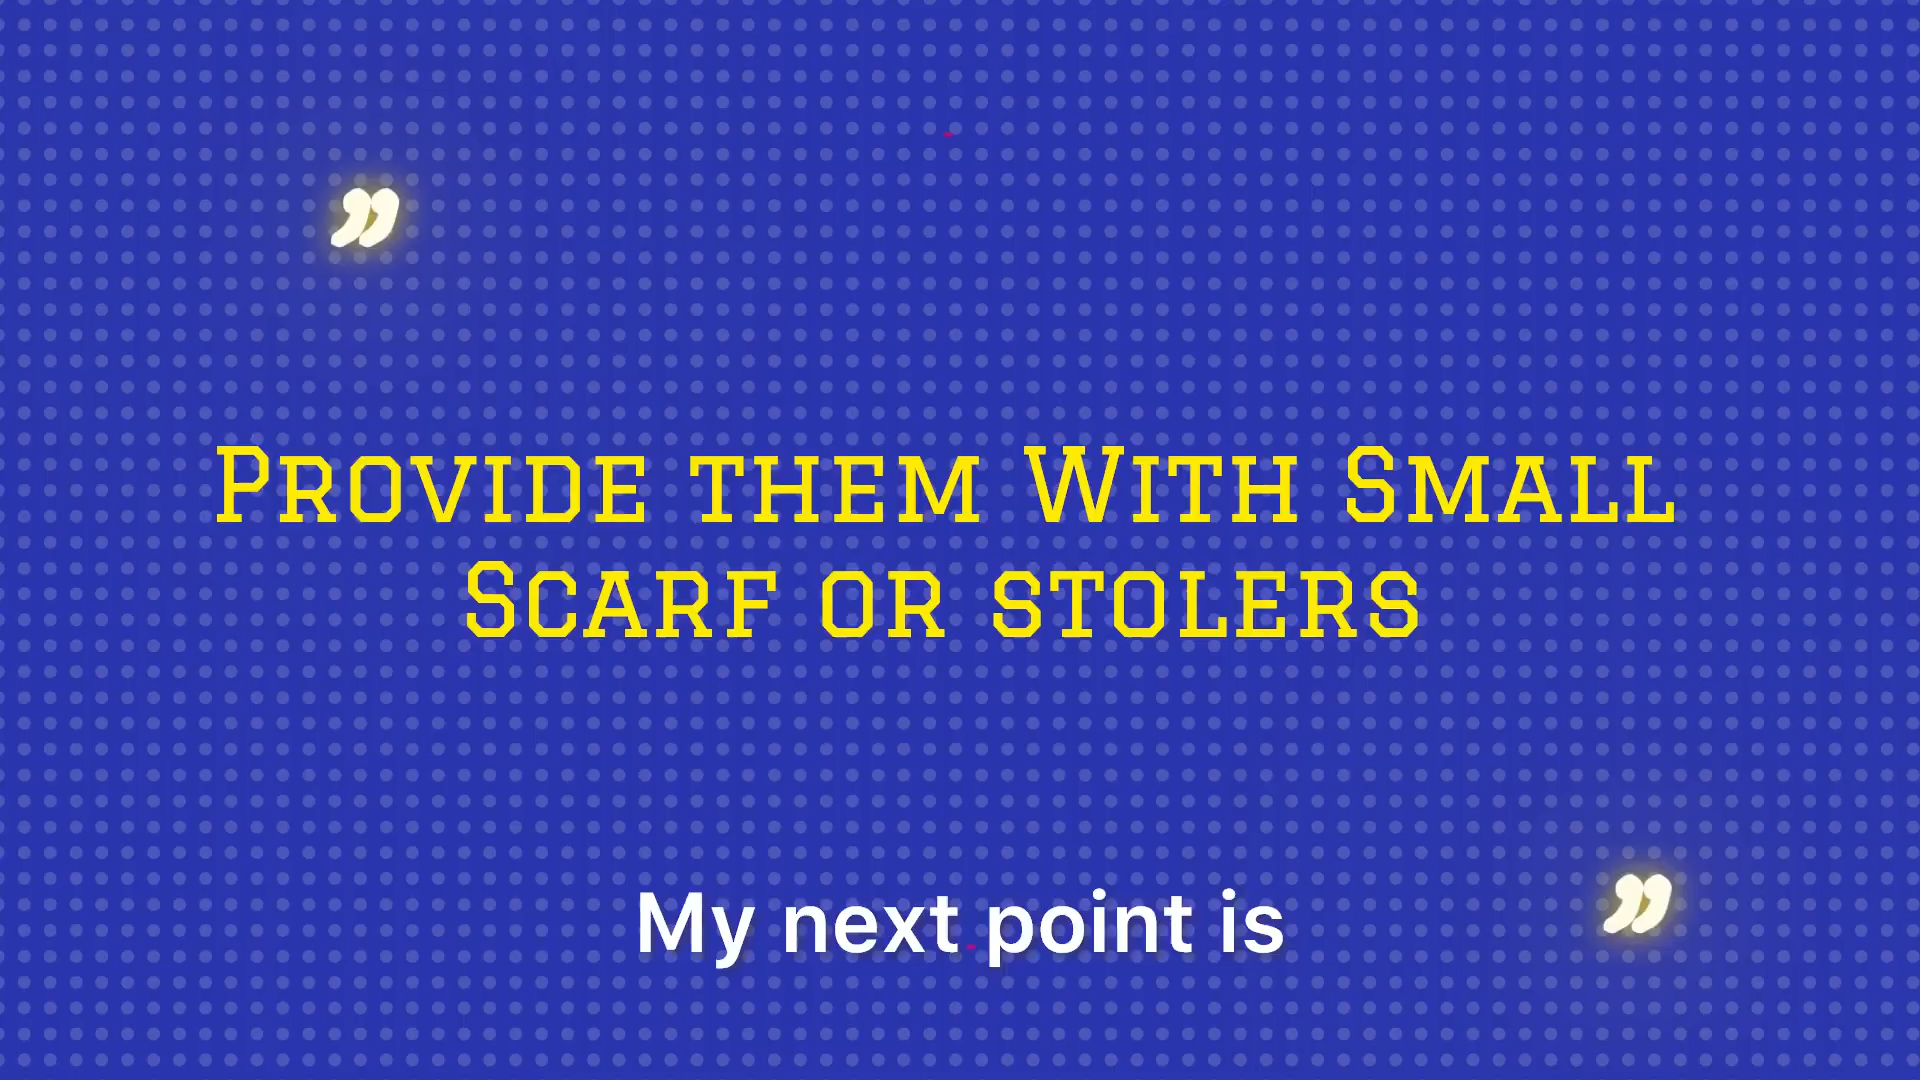 ”
Provide them With Small
Scarf or stolers
My next point is
”